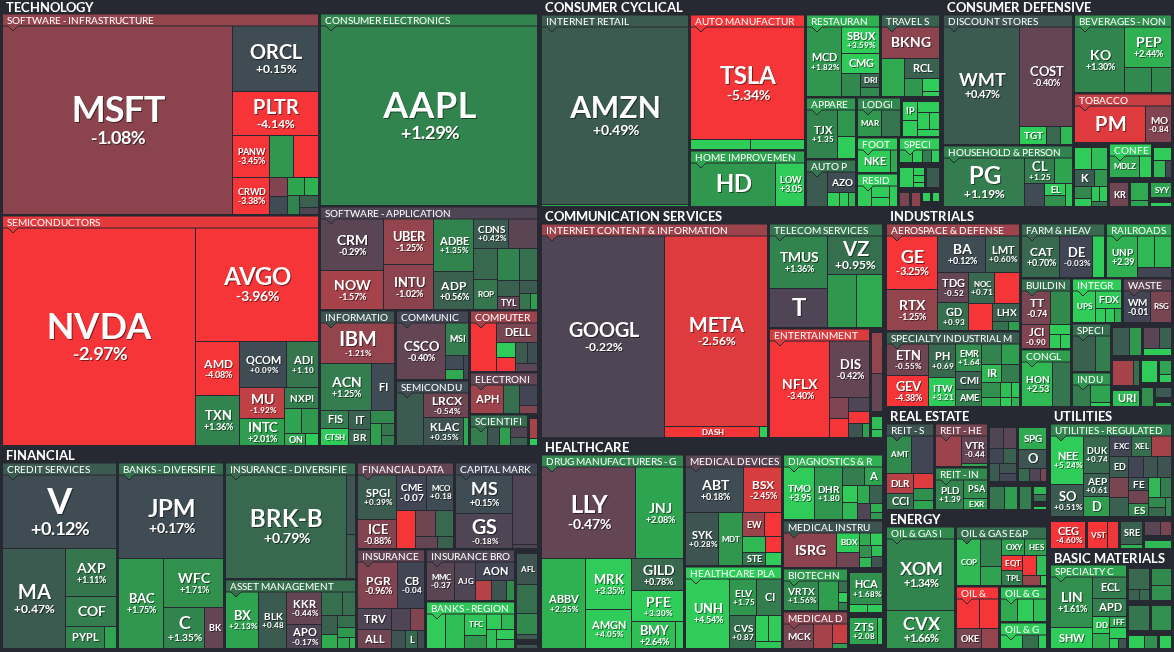 TECHNOLOGY
SOFTWARE - INFRASTRUCTURE
MSFT
-1.08%
ORCL
+0.15%
PLTR
-4.14%
PANW
-3.45%
CRWD
-3.38%
CONSUMER ELECTRONICS
AAPL
+1.29%
SEMICONDUCTORS
NVDA
-2.97%
AVGO
-3.96%
AMD
-4.08%
QCOM
+0.09%
ADI
+1.10
TXN
+1.36%
MU
-1.92%
NXPI
INTC
+2.01%
ON
SOFTWARE - APPLICATION
CRM
-0.29%
UBER
-1.25%
ADBE
+1.35%
CDNS
+0.42%
NOW
-1.57%
INTU
-1.02%
ADP
+0.56%
ROP
TYL
INFORMATIO
IBM
-1.21%
ACN
+1.25%
FI
FIS
IT
CTSH
BR
COMMUNIC
CSCO
-0.40%
MSI
SEMICONDU
LRCX
-0.54%
KLAC
+0.35%
COMPUTER
DELL
ELECTRONI
APH
SCIENTIFI
CONSUMER CYCLICAL
INTERNET RETAIL
AMZN
+0.49%
AUTO MANUFACTUR
TSLA
-5.34%
HOME IMPROVEMEN
HD
LOW
+3.05
RESTAURAN
MCD
+1.82%
SBUX
+3.59%
CMG
DRI
TRAVEL S
BKNG
RCL
APPARE
TJX
+1.35
LODGI
MAR
IP
AUTO P
AZO
FOOT
NKE
SPECI
RESID
CONSUMER DEFENSIVE
DISCOUNT STORES
WMT
+0.47%
COST
-0.40%
TGT
BEVERAGES - NON
KO
+1.30%
PEP
+2.44%
TOBACCO
PM
MO
-0.84
HOUSEHOLD & PERSON
PG
+1.19%
CL
+1.25
EL
K
CONFE
MDLZ
KR
SYY
COMMUNICATION SERVICES
INTERNET CONTENT & INFORMATION
GOOGL
-0.22%
META
-2.56%
DASH
TELECOM SERVICES
TMUS
+1.36%
VZ
+0.95%
T
ENTERTAINMENT
NFLX
-3.40%
DIS
-0.42%
INDUSTRIALS
AEROSPACE & DEFENSE
GE
-3.25%
BA
+0.12%
LMT
+0.60%
TDG
-0.52
NOC
+0.71
RTX
-1.25%
GD
+0.93
LHX
FARM & HEAV
CAT
+0.70%
DE
-0.03%
RAILROADS
UNP
+2.39
BUILDIN
TT
-0.74
JCI
-0.90
INTEGR
UPS
FDX
WASTE
WM
-0.01
RSG
SPECIALTY INDUSTRIAL M
ETN
-0.55%
PH
+0.69
EMR
+1.64
IR
GEV
-4.38%
ITW
+3.21
CMI
AME
CONGL
HON
+2.53
SPECI
INDU
URI
FINANCIAL
CREDIT SERVICES
V
+0.12%
MA
+0.47%
AXP
+1.11%
COF
PYPL
BANKS - DIVERSIFIE
JPM
+0.17%
BAC
+1.75%
WFC
+1.71%
C
+1.35%
BK
INSURANCE - DIVERSIFIE
BRK-B
+0.79%
ASSET MANAGEMENT
BX
+2.13%
BLK
+0.48
KKR
-0.44%
APO
-0.17%
FINANCIAL DATA
SPGI
+0.39%
CME
-0.07
MCO
+0.18
ICE
-0.88%
CAPITAL MARK
MS
+0.15%
GS
-0.18%
INSURANCE
PGR
-0.96%
CB
-0.04
TRV
ALL
L
INSURANCE BRO
MMC
-0.37
AJG
AON
AFL
BANKS - REGION
TFC
HEALTHCARE
DRUG MANUFACTURERS - G
LLY
-0.47%
JNJ
+2.08%
ABBV
+2.35%
MRK
+3.35%
AMGN
+4.05%
GILD
+0.78%
PFE
+3.30%
BMY
+2.64%
MEDICAL DEVICES
ABT
+0.18%
BSX
-2.45%
SYK
+0.28%
MDT
EW
STE
DIAGNOSTICS & R
TMO
+3.95
DHR
+1.80
A
MEDICAL INSTRU
ISRG
BDX
HEALTHCARE PLA
UNH
+4.54%
ELV
+1.75
CI
CVS
+0.87
BIOTECHN
VRTX
+1.56%
HCA
+1.68%
MEDICAL D
MCK
ZTS
+2.08
REAL ESTATE
REIT - S
AMT
DLR
CCI
REIT - HE
VTR
-0.44
REIT - IN
PLD
+1.39
PSA
EXR
SPG
O
UTILITIES
UTILITIES - REGULATED
NEE
+5.24%
DUK
+0.74
EXC
XEL
ED
SO
+0.51%
AEP
+0.61
FE
D
ES
CEG
-4.60%
VST
SRE
ENERGY
OIL & GAS I
XOM
+1.34%
CVX
+1.66%
OIL & GAS E&P
COP
OXY
HES
EQT
TPL
OIL &
OKE
OIL & G
OIL & G
BASIC MATERIALS
SPECIALTY C
LIN
+1.61%
ECL
APD
DD
IFF
SHW